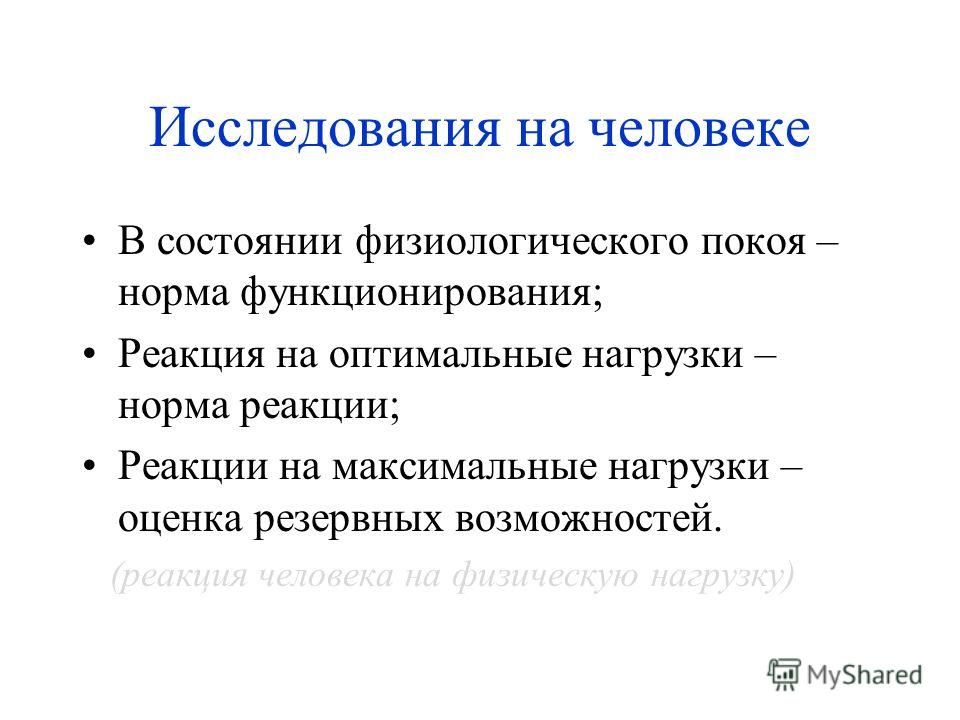 Исследования на человеке
• В состоянии физиологического покоя –
норма функционирования;
• Реакция на оптимальные нагрузки –
норма реакции;
• Реакции на максимальные нагрузки –
оценка резервных возможностей.
(реакция человека на физическую нагрузку)
MyShared